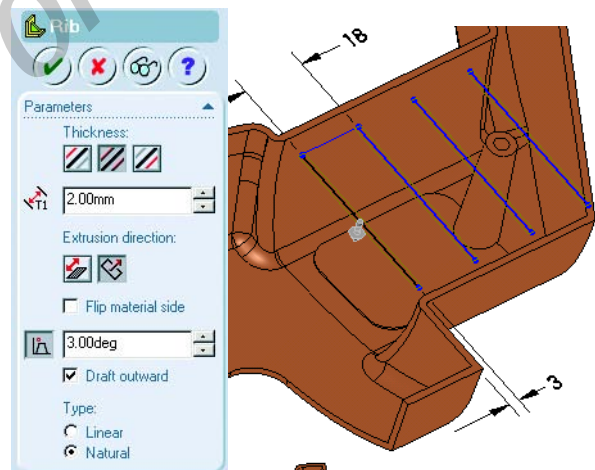 Rib
?
Parameters
Thickness:
T1
2.00mm
Extrusion direction:
Flip material side
3.00deg
Draft outward
Type:
Linear
Natural
18
3